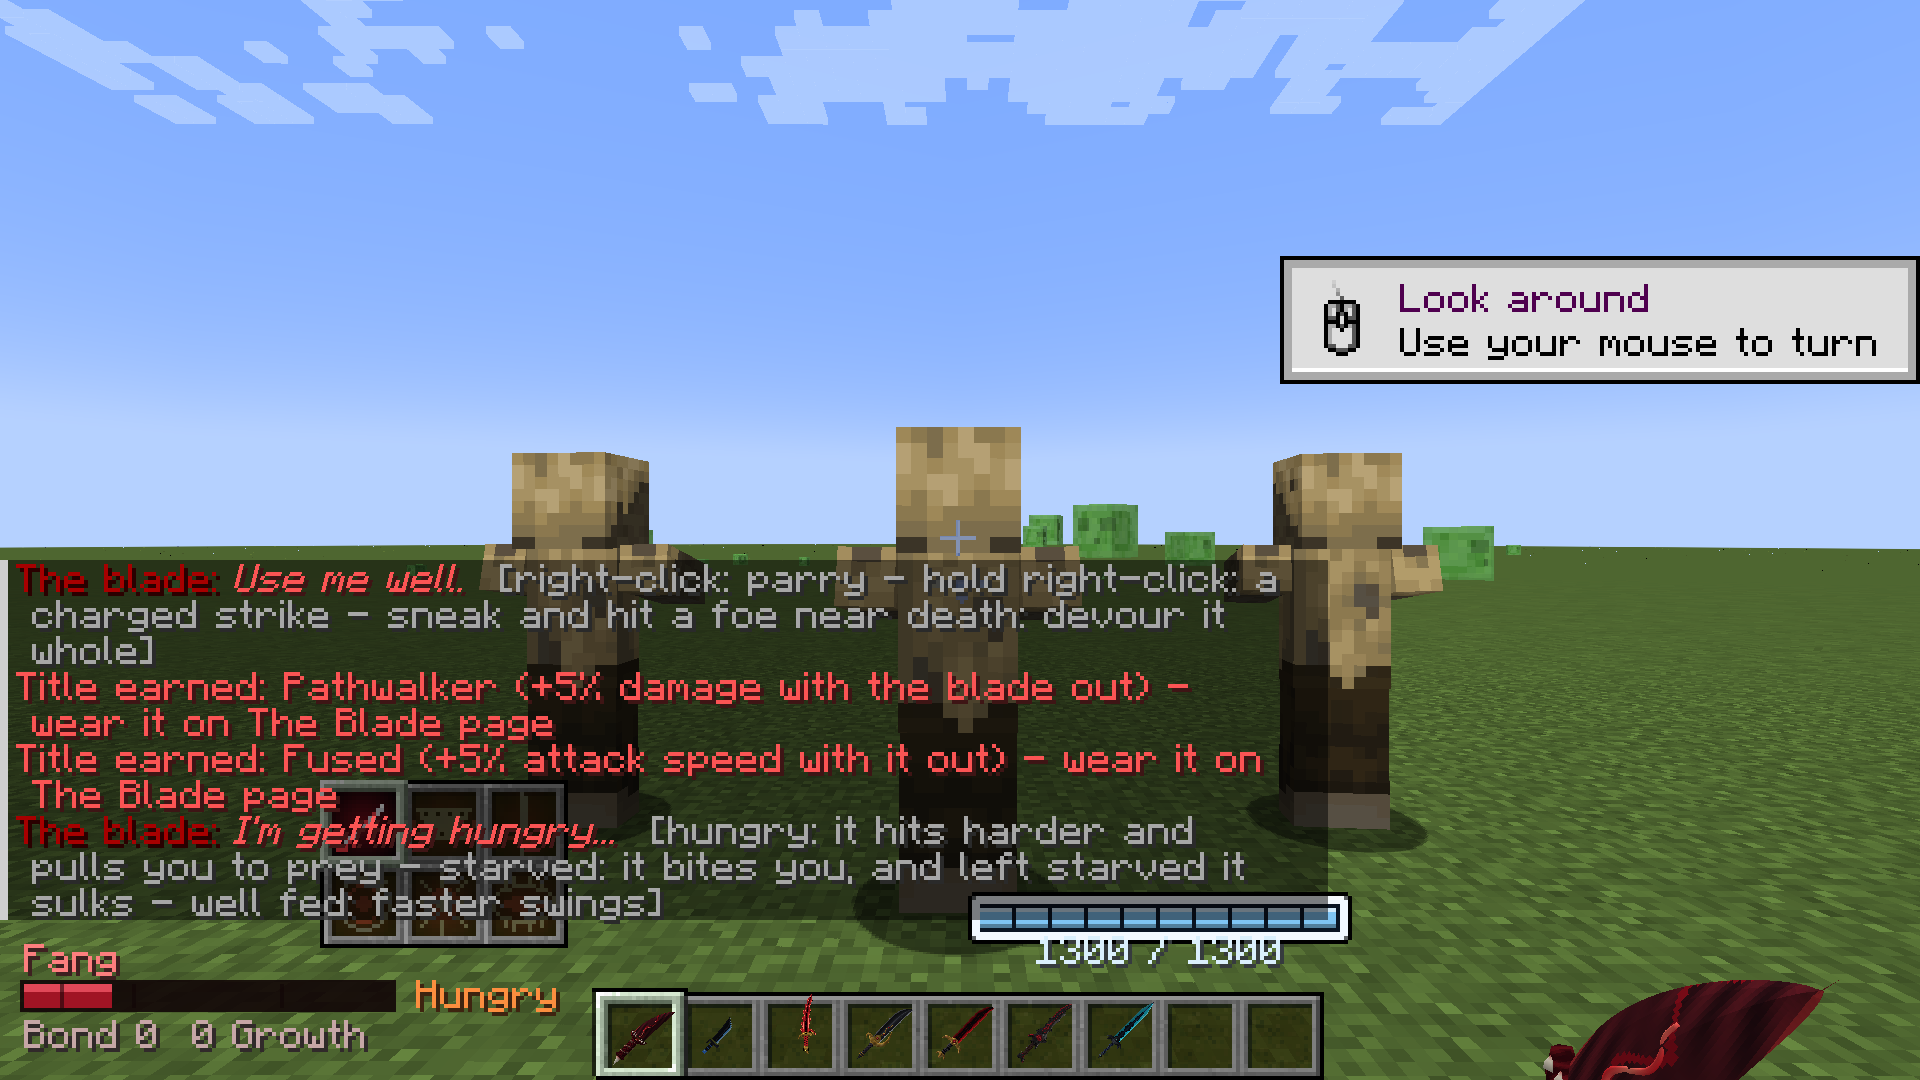 Look around
Use your mouse to turn
The blade: Use me well. [right-click: parry - hold right-click: a
charged strike - sneak and hit a foe near death: devour it
whole]
Title earned: Pathwalker (+5% damage with the blade out) -
wear it on The Blade page
Title earned: Fused (+5% attack speed with it out) - wear it on
The Blade page
The blade: I'm getting hungry... [hungry: it hits harder and
pulls you to prey - starved: it bites you, and left starved it
sulks - well fed: faster swings]
1300 / 1300
Fang
Hungry
Bond 0 0 Growth